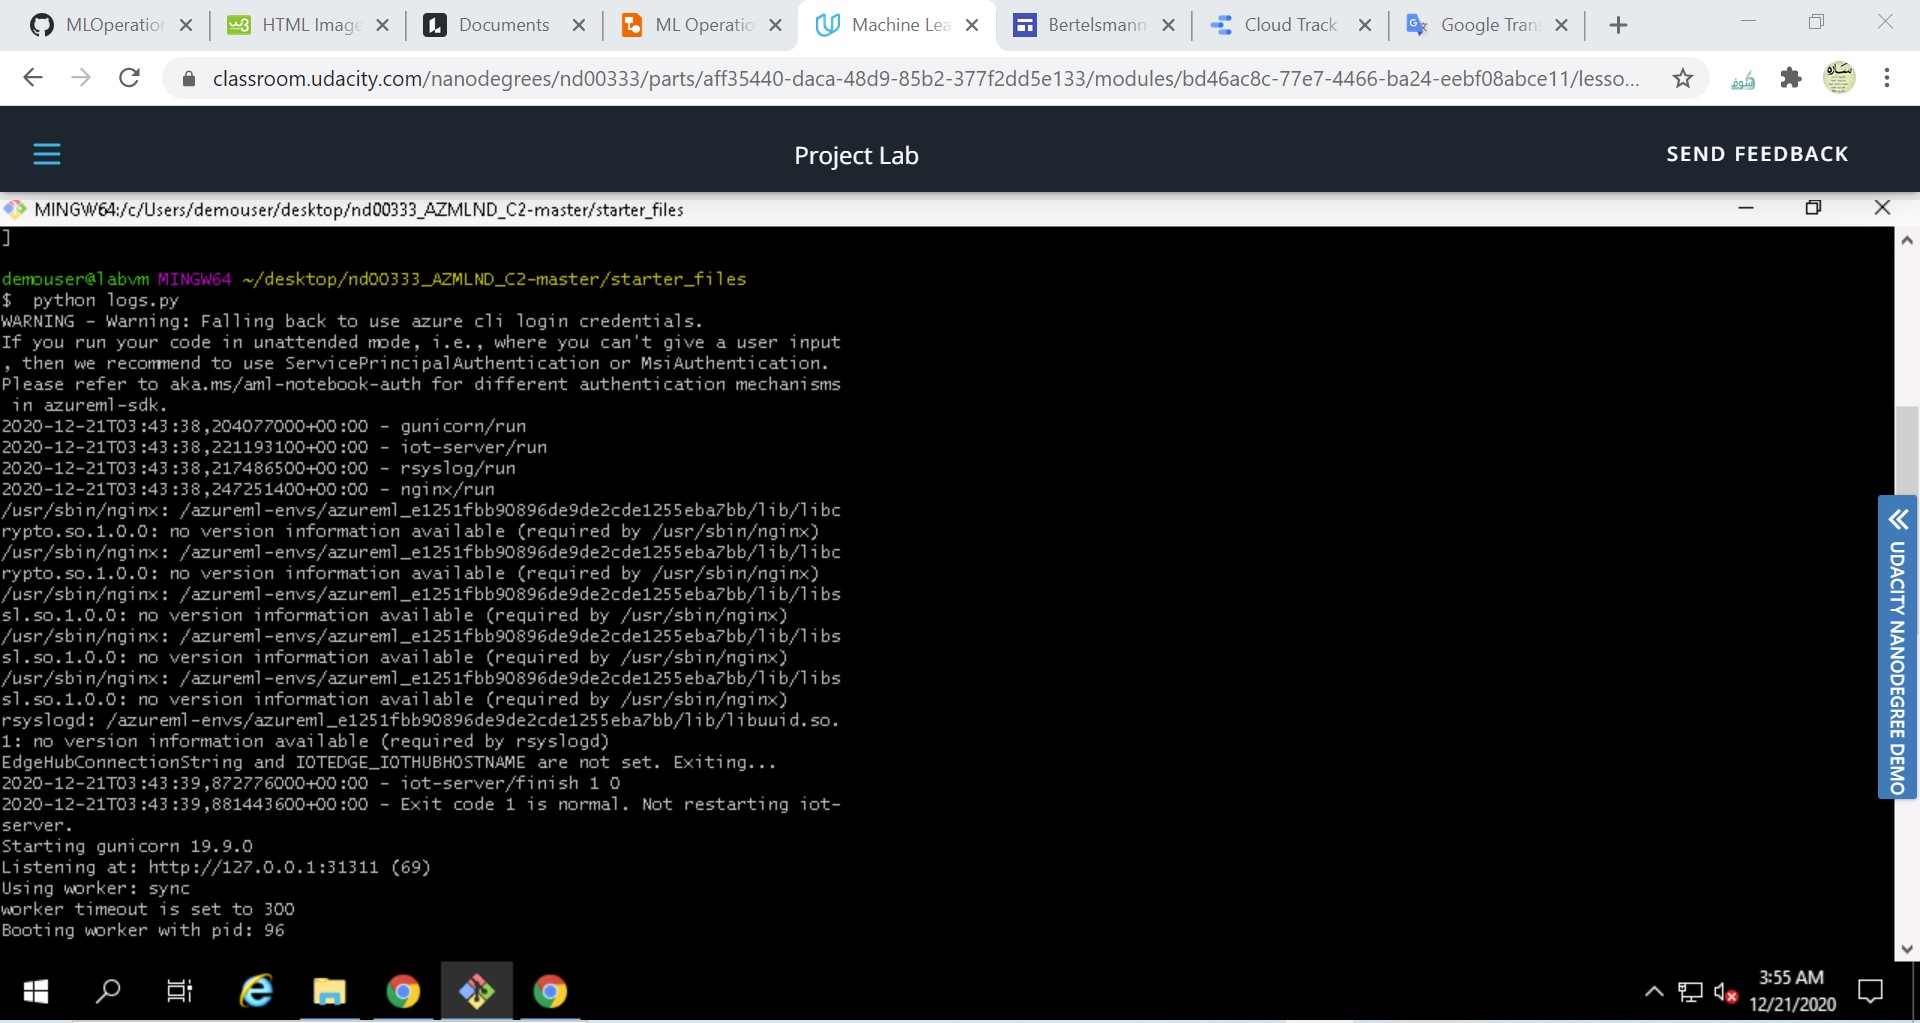 MLOperation
HTML Image
Documents
ML Operatio
Machine Lea
Bertelsmann
Cloud Track
Google Tran
classroom.udacity.com/nanodegrees/nd00333/parts/aff35440-daca-48d9-85b2-377f2dd5e133/modules/bd46ac8c-77e7-4466-ba24-eebf08abce11/lesso...
Project Lab
SEND FEEDBACK
MINGW64:/c/Users/demouser/desktop/nd00333_AZMLND_C2-master/starter_files
]
demouser@labvm MINGW64 ~/desktop/nd00333_AZMLND_C2-master/starter_files
$ python logs.py
WARNING - Warning: Falling back to use azure cli login credentials.
If you run your code in unattended mode, i.e., where you can't give a user input
, then we recommend to use ServicePrincipalAuthentication or MsiAuthentication.
Please refer to aka.ms/aml-notebook-auth for different authentication mechanisms
in azureml-sdk.
2020-12-21T03:43:38,204077000+00:00 - gunicorn/run
2020-12-21T03:43:38,221193100+00:00 - iot-server/run
2020-12-21T03:43:38,217486500+00:00 - rsyslog/run
2020-12-21T03:43:38,247251400+00:00 - nginx/run
/usr/sbin/nginx: /azureml-envs/azureml_e1251fbb90896de9de2cde1255eba7bb/lib/libc
rypto.so.1.0.0: no version information available (required by /usr/sbin/nginx)
/usr/sbin/nginx: /azureml-envs/azureml_e1251fbb90896de9de2cde1255eba7bb/lib/libc
rypto.so.1.0.0: no version information available (required by /usr/sbin/nginx)
/usr/sbin/nginx: /azureml-envs/azureml_e1251fbb90896de9de2cde1255eba7bb/lib/libs
sl.so.1.0.0: no version information available (required by /usr/sbin/nginx)
/usr/sbin/nginx: /azureml-envs/azureml_e1251fbb90896de9de2cde1255eba7bb/lib/libs
sl.so.1.0.0: no version information available (required by /usr/sbin/nginx)
/usr/sbin/nginx: /azureml-envs/azureml_e1251fbb90896de9de2cde1255eba7bb/lib/libs
sl.so.1.0.0: no version information available (required by /usr/sbin/nginx)
rsyslogd: /azureml-envs/azureml_e1251fbb90896de9de2cde1255eba7bb/lib/libuuid.so.
1: no version information available (required by rsyslogd)
EdgeHubConnectionString and IOTEDGE_IOTHUBHOSTNAME are not set. Exiting...
2020-12-21T03:43:39,872776000+00:00 - iot-server/finish 1 0
2020-12-21T03:43:39,881443600+00:00 - Exit code 1 is normal. Not restarting iot-
server.
Starting gunicorn 19.9.0
Listening at: http://127.0.0.1:31311 (69)
Using worker: sync
worker timeout is set to 300
Booting worker with pid: 96
UDACITY NANODEGREE DEMO
3:55 AM
12/21/2020